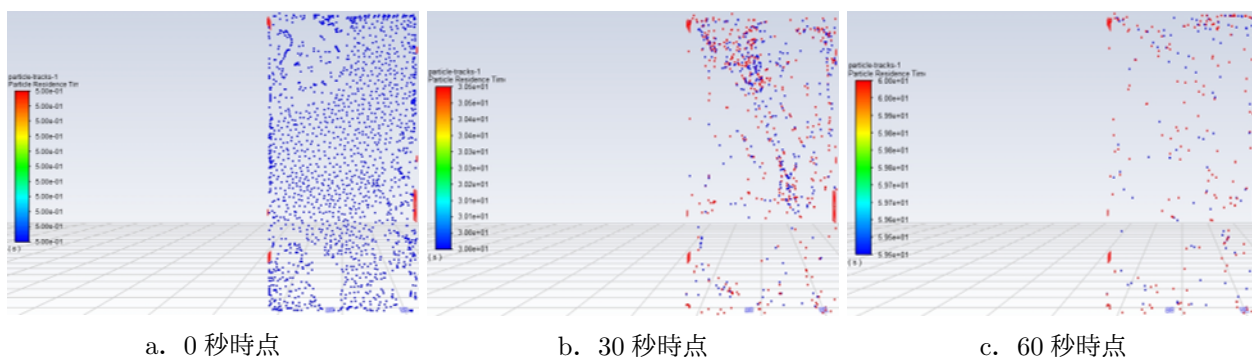 particle-tracks-1
Particle Residence Tim
5.00e-01
5.00e-01
5.00e-01
5.00e-01
5.00e-01
5.00e-01
5.00e-01
5.00e-01
5.00e-01
5.00e-01
5.00e-01
( s )
particle-tracks-1
Particle Residence Time
3.05e+01
3.05e+01
3.04e+01
3.04e+01
3.03e+01
3.03e+01
3.02e+01
3.01e+01
3.01e+01
3.00e+01
3.00e+01
( s )
particle-tracks-1
Particle Residence Time
6.00e+01
6.00e+01
5.99e+01
5.98e+01
5.98e+01
5.98e+01
5.97e+01
5.97e+01
5.96e+01
5.95e+01
5.95e+01
( s )
a. 0 秒時点
b. 30 秒時点
c. 60 秒時点